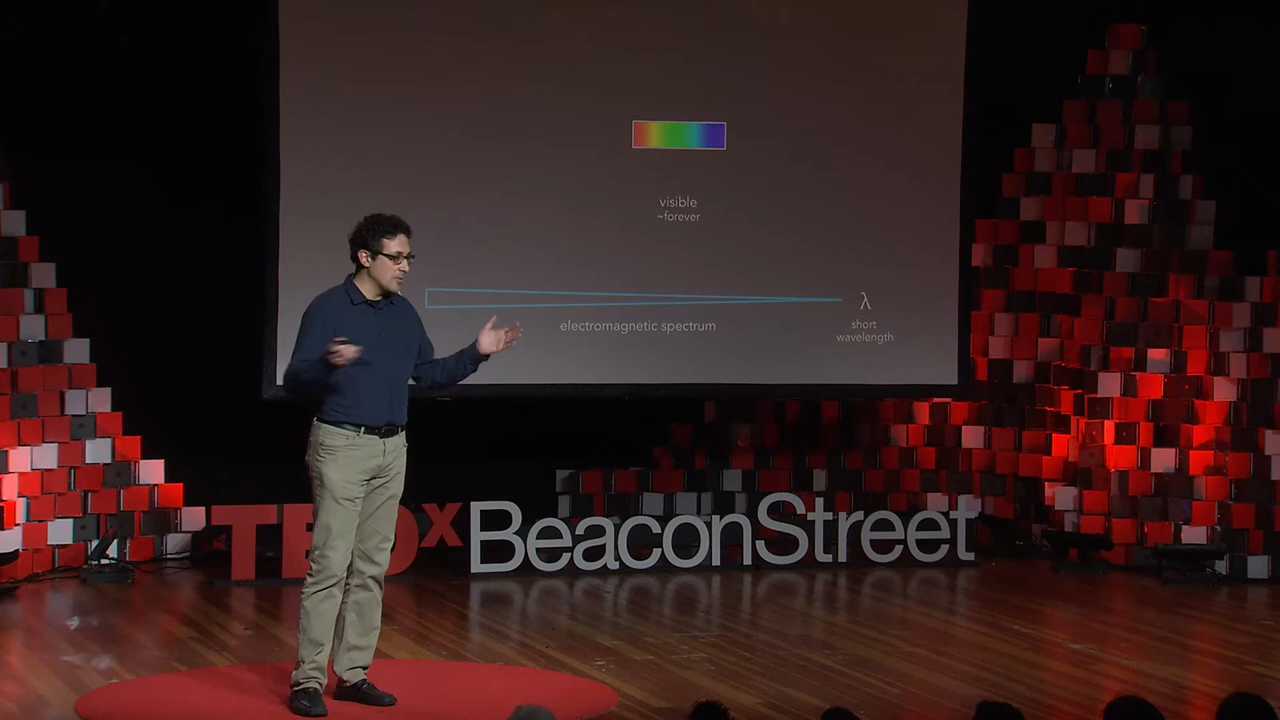 visible
~forever
λ
electromagnetic spectrum
short
wavelength
TEDx
BeaconStreet